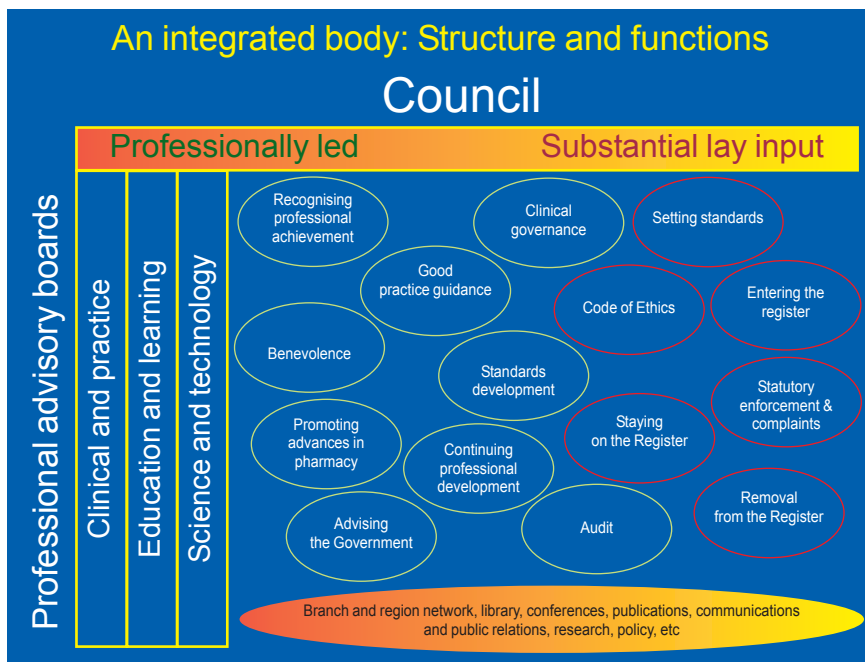 An integrated body: Structure and functions
Council
Professionally led
Substantial lay input
Professional advisory boards
Clinical and practice
Education and learning
Science and technology
Recognising
professional
achievement
Clinical
governance
Setting standards
Good
practice guidance
Code of Ethics
Entering the
register
Benevolence
Standards
development
Statutory
enforcement &
complaints
Promoting
advances in
pharmacy
Continuing
professional
development
Staying
on the Register
Advising
the Government
Audit
Removal
from the Register
Branch and region network, library, conferences, publications, communications
and public relations, research, policy, etc